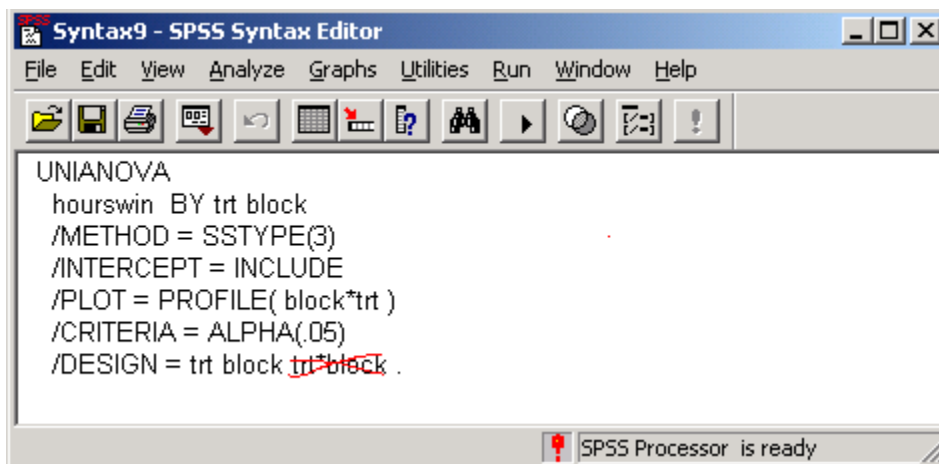 SPSS
Syntax9 - SPSS Syntax Editor
File Edit View Analyze Graphs Utilities Run Window Help
UNIANOVA
hourswin BY trt block
/METHOD = SSTYPE(3)
/INTERCEPT = INCLUDE
/PLOT = PROFILE( block*trt )
/CRITERIA = ALPHA(.05)
/DESIGN = trt block trt*block .
SPSS Processor is ready